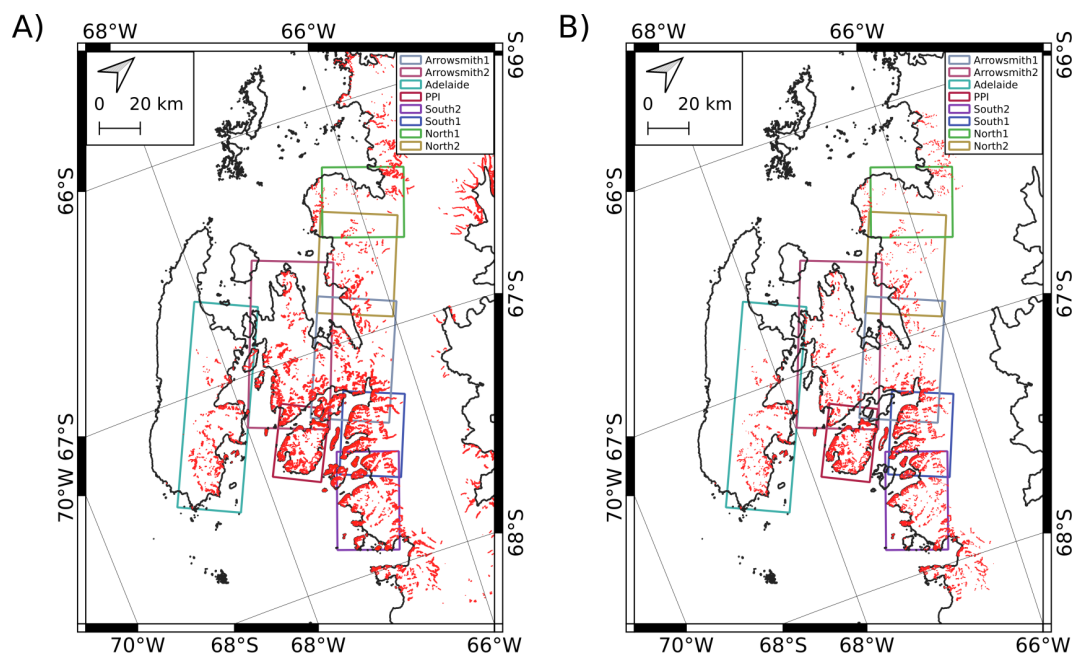 A)
68°W
66°W
66°S
0 20 km
Arrowsmith1
Arrowsmith2
Adelaide
PPI
South2
South1
North1
North2
66°S
67°S
67°S
70°W
68°S
70°W
68°S
68°W
66°W
B)
68°W
66°W
66°S
0 20 km
Arrowsmith1
Arrowsmith2
Adelaide
PPI
South2
South1
North1
North2
66°S
67°S
67°S
70°W
68°S
70°W
68°S
68°W
66°W